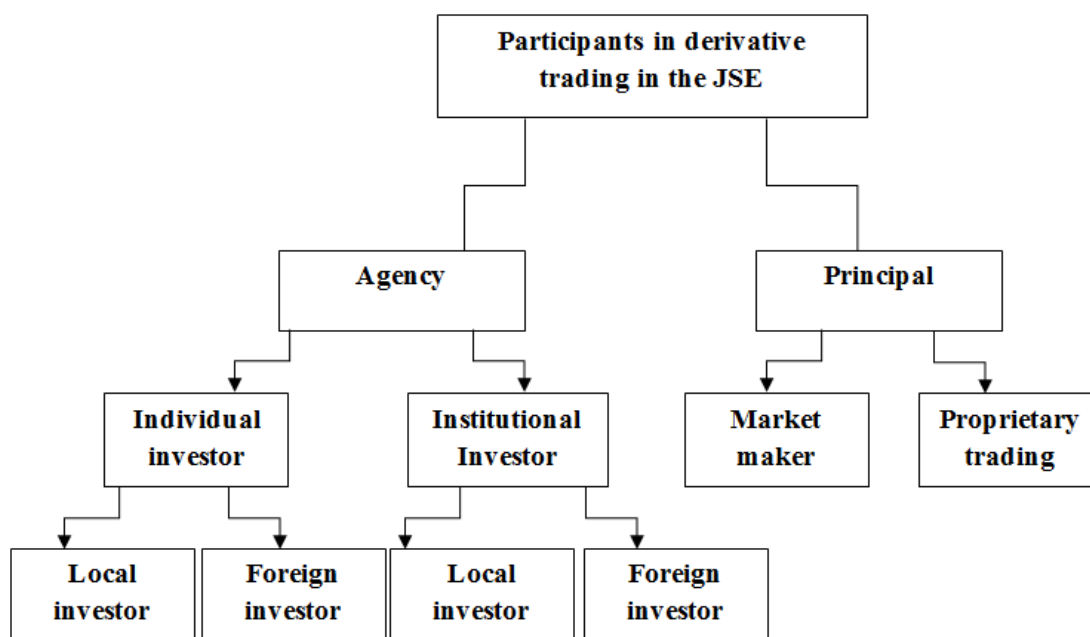 Participants in derivative
trading in the JSE
Agency
Principal
Individual
investor
Institutional
Investor
Market
maker
Proprietary
trading
Local
investor
Foreign
investor
Local
investor
Foreign
investor